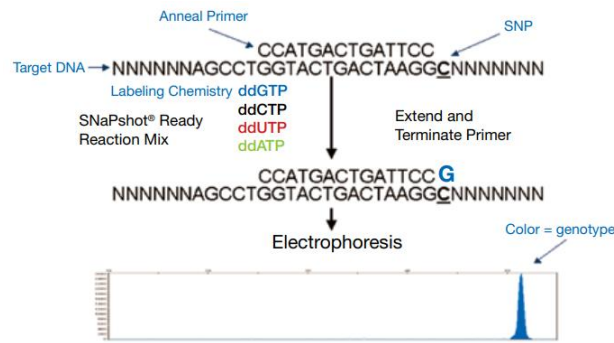 Anneal Primer
CCATGACTGATTCC
SNP
Target DNA
NNNNNNAGCCTGGTACTGACTAAGGCNNNNNNN
Labeling Chemistry ddGTP
ddCTP
ddUTP
ddATP
SNaPshot® Ready
Reaction Mix
Extend and
Terminate Primer
CCATGACTGATTCC G
NNNNNNAGCCTGGTACTGACTAAGGCNNNNNNN
Electrophoresis
Color = genotype